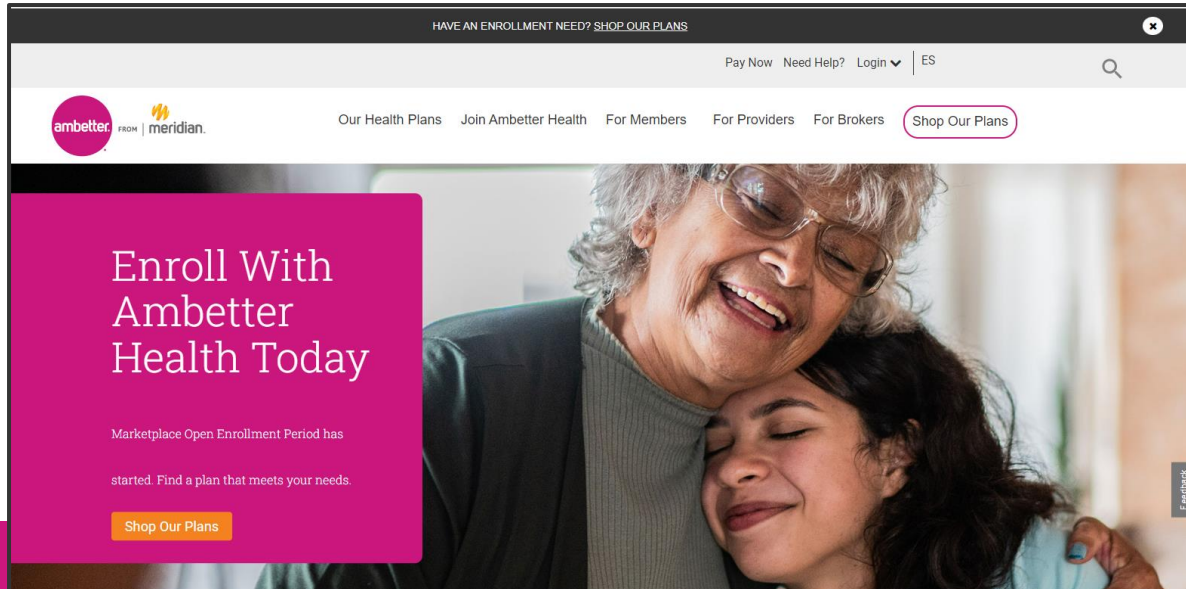 HAVE AN ENROLLMENT NEED? SHOP OUR PLANS
Pay Now Need Help? Login ES
ambetter. FROM | meridian.
Our Health Plans Join Ambetter Health For Members For Providers For Brokers Shop Our Plans
Enroll With
Ambetter
Health Today
Marketplace Open Enrollment Period has
started. Find a plan that meets your needs.
Shop Our Plans
Feedback